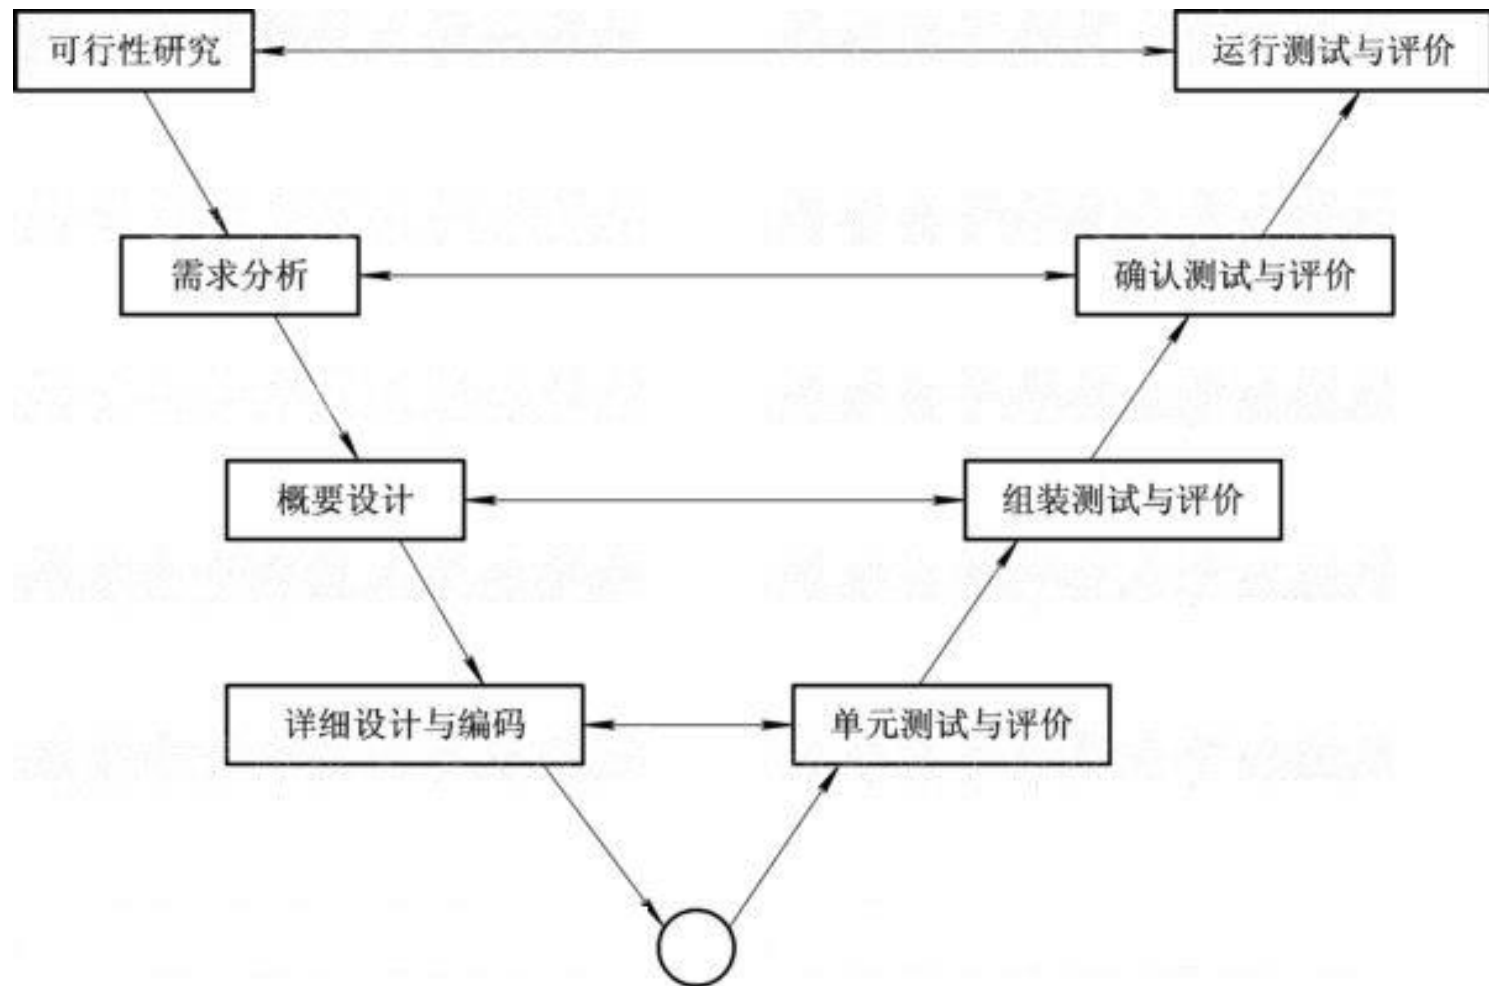 可行性研究
运行测试与评价
需求分析
确认测试与评价
概要设计
组装测试与评价
详细设计与编码
单元测试与评价